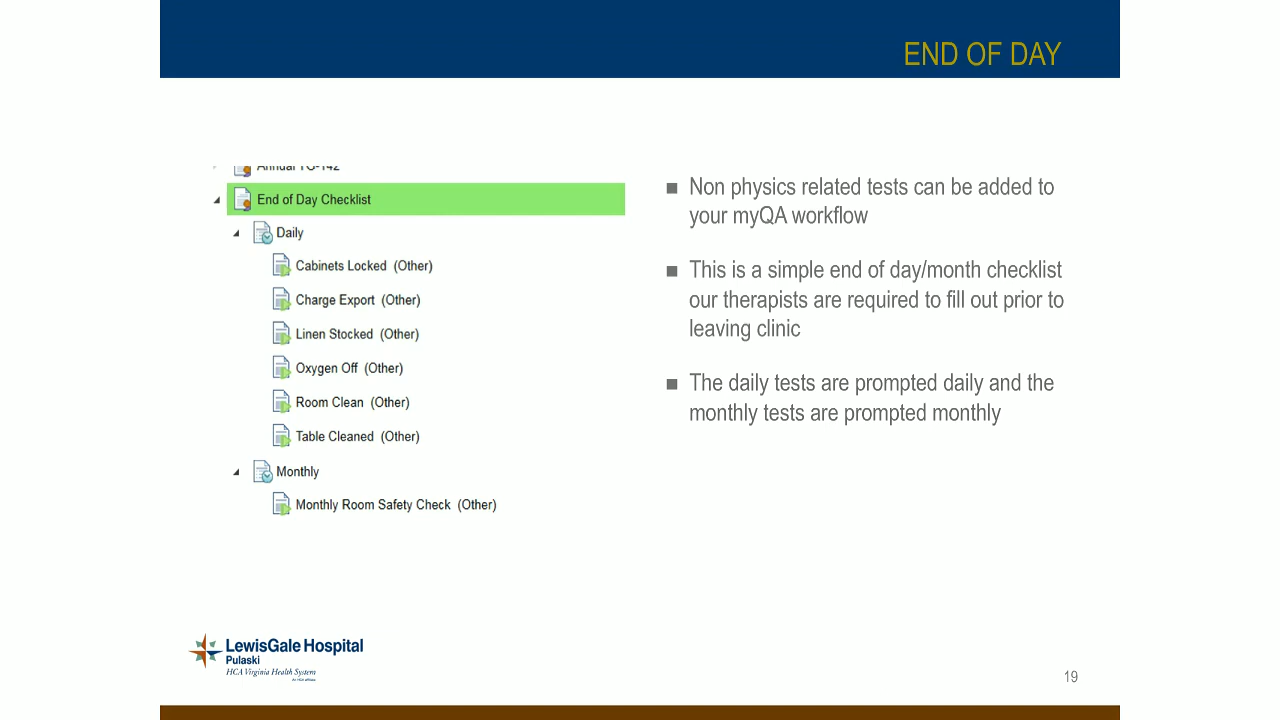 END OF DAY
Annual TG-142
End of Day Checklist
Daily
Cabinets Locked (Other)
Charge Export (Other)
Linen Stocked (Other)
Oxygen Off (Other)
Room Clean (Other)
Table Cleaned (Other)
Monthly
Monthly Room Safety Check (Other)
■ Non physics related tests can be added to
your myQA workflow
■ This is a simple end of day/month checklist
our therapists are required to fill out prior to
leaving clinic
■ The daily tests are prompted daily and the
monthly tests are prompted monthly
LewisGale Hospital
Pulaski
HCA Virginia Health System
19